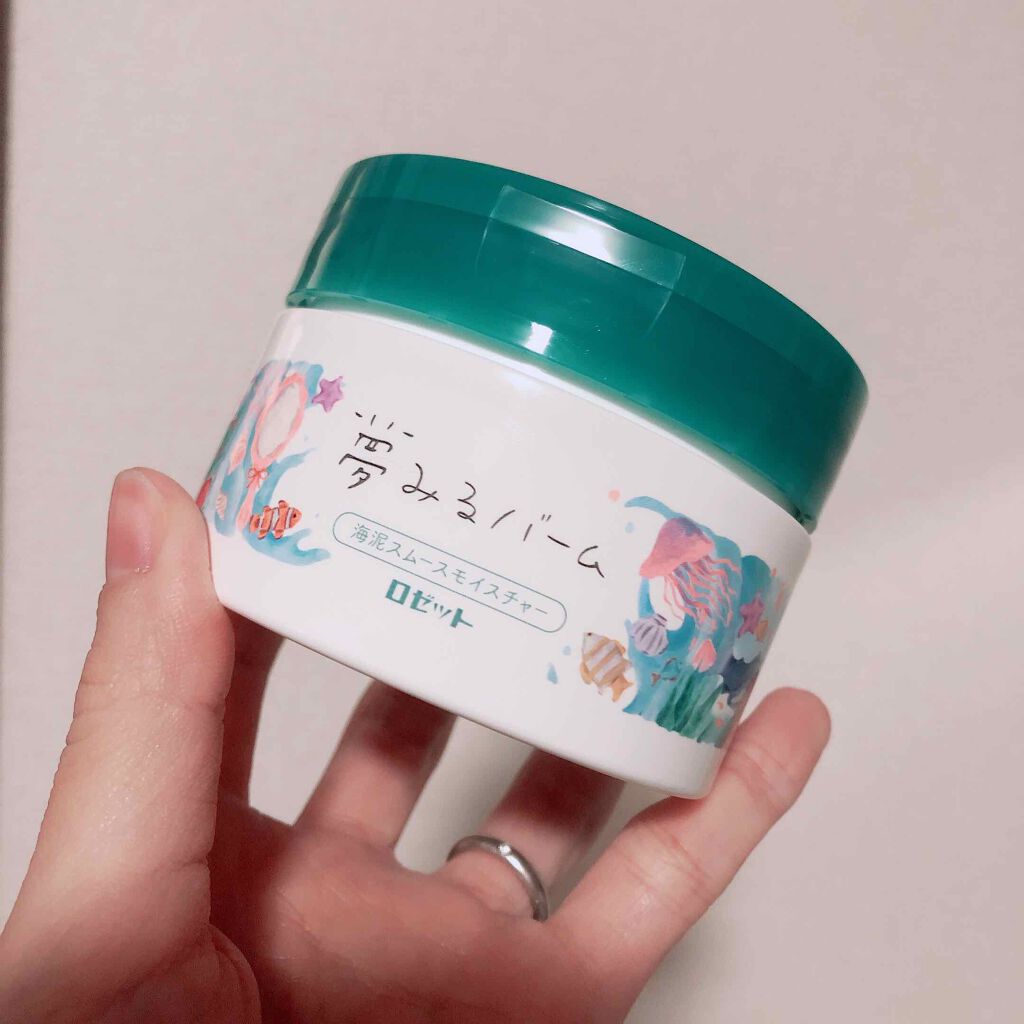 夢みるバーム
海泥スムースモイスチャー
ロゼット